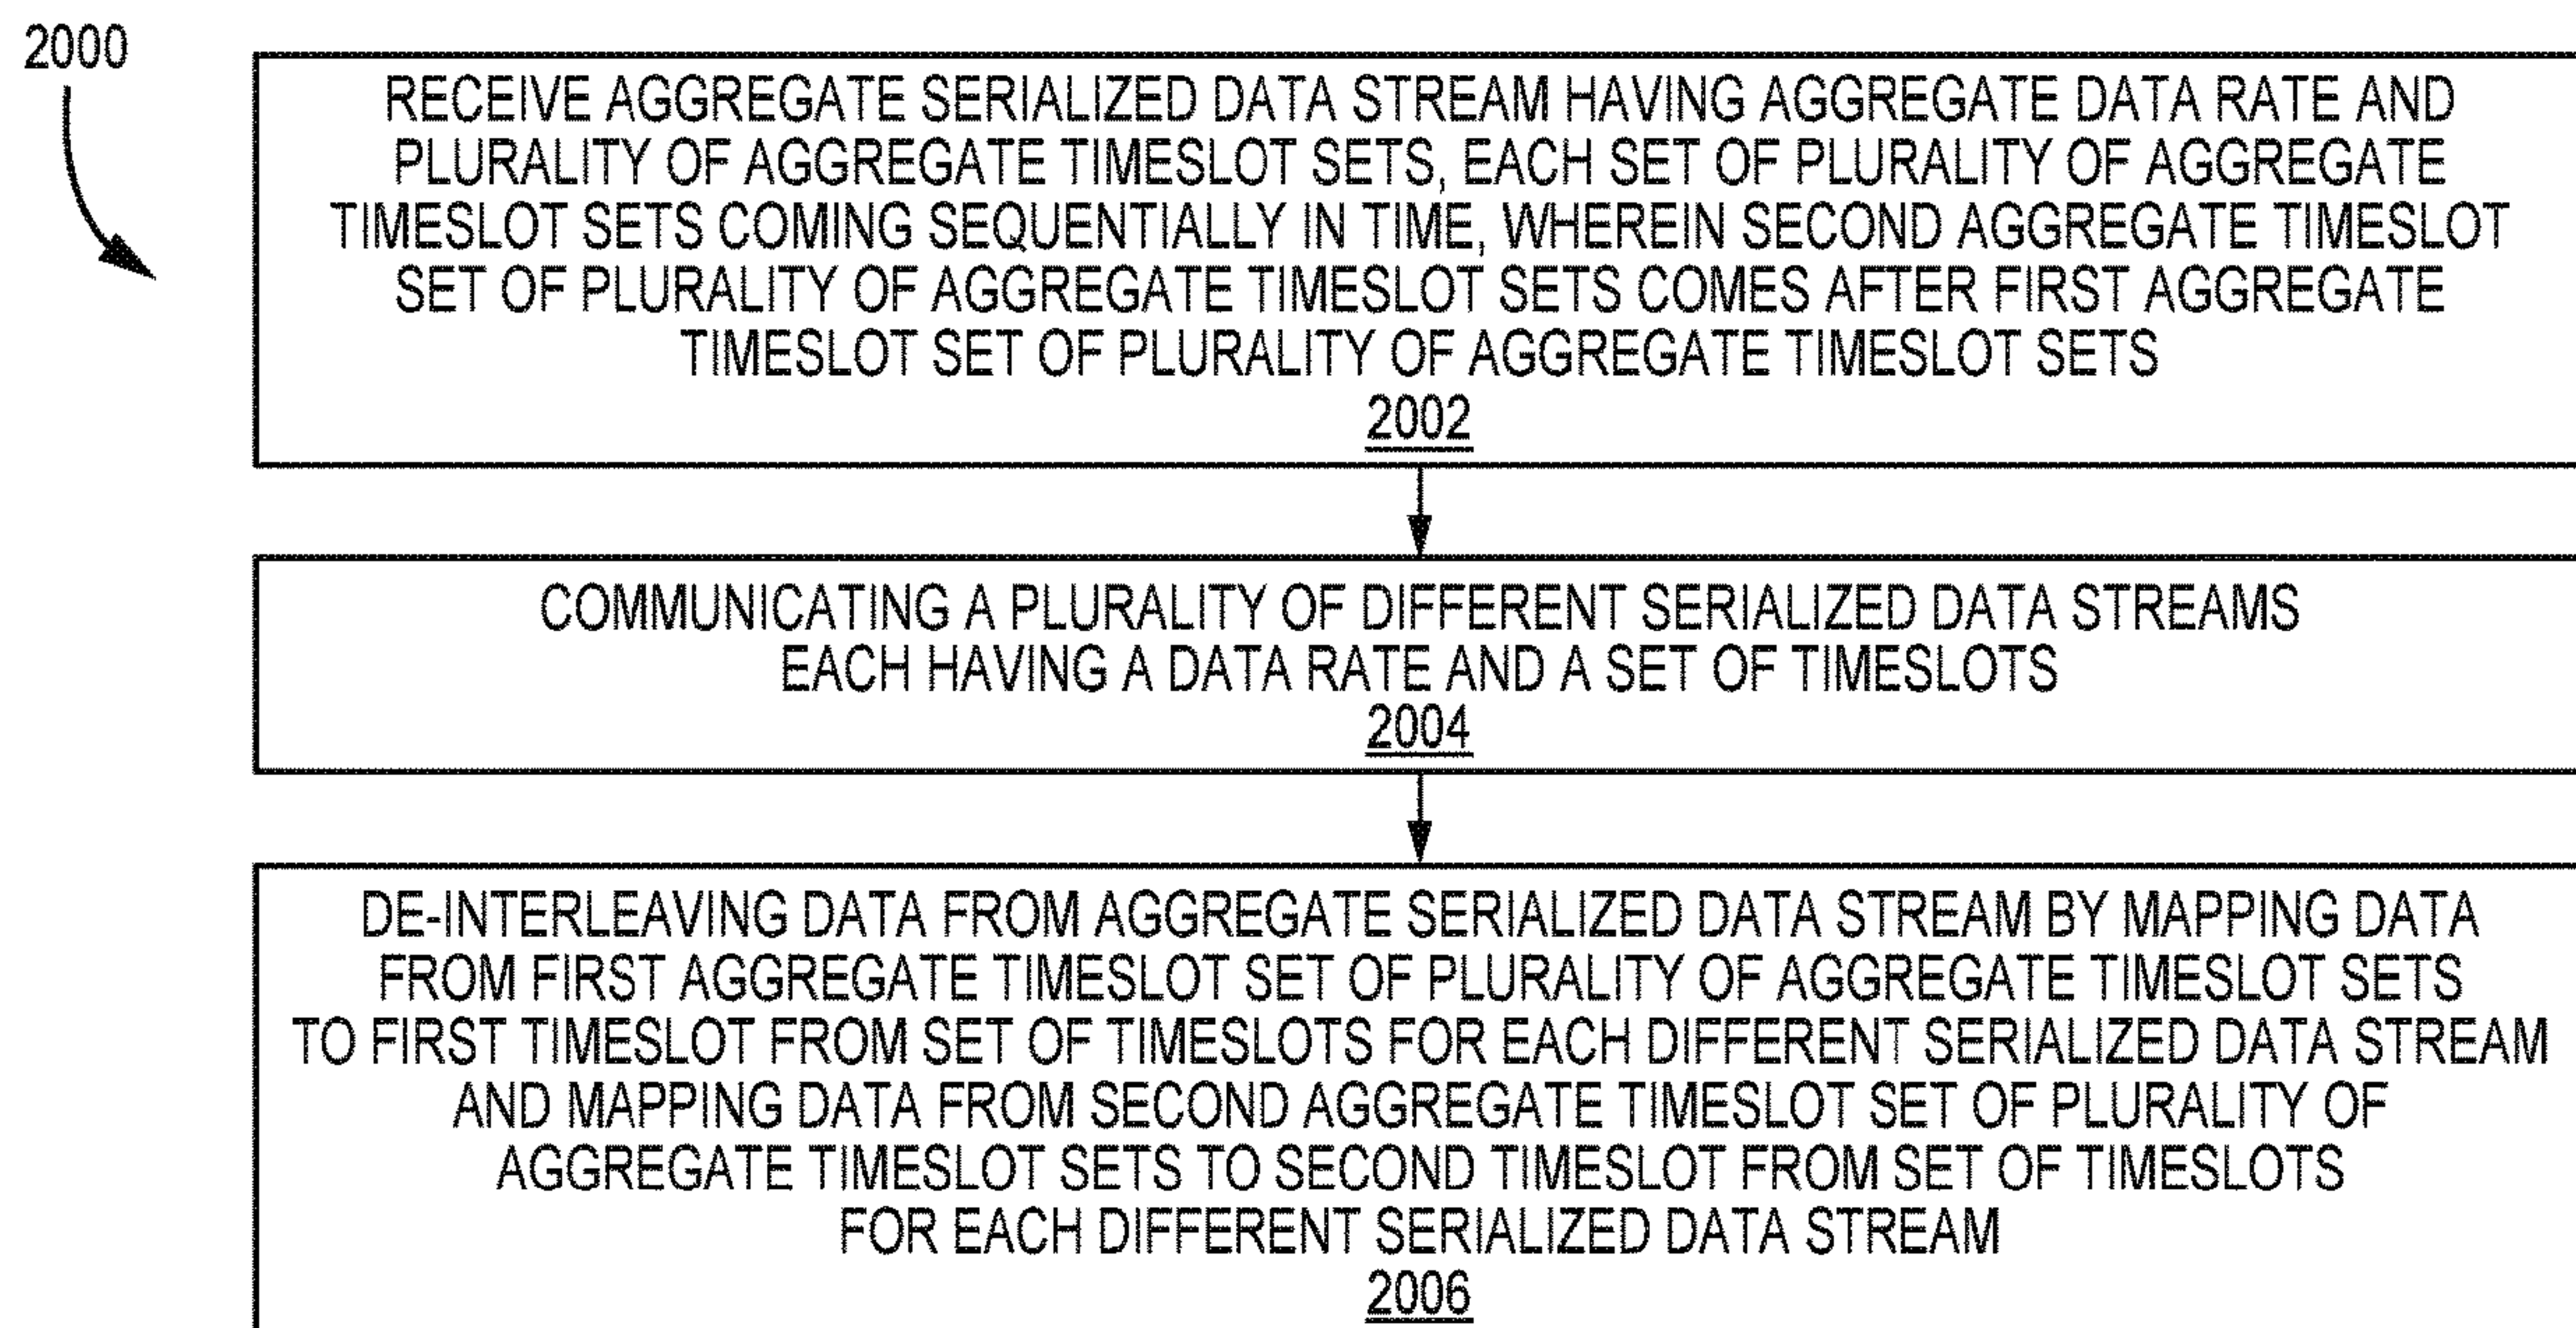 2000
RECEIVE AGGREGATE SERIALIZED DATA STREAM HAVING AGGREGATE DATA RATE AND
PLURALITY OF AGGREGATE TIMESLOT SETS, EACH SET OF PLURALITY OF AGGREGATE
TIMESLOT SETS COMING SEQUENTIALLY IN TIME, WHEREIN SECOND AGGREGATE TIMESLOT
SET OF PLURALITY OF AGGREGATE TIMESLOT SETS COMES AFTER FIRST AGGREGATE
TIMESLOT SET OF PLURALITY OF AGGREGATE TIMESLOT SETS
2002
COMMUNICATING A PLURALITY OF DIFFERENT SERIALIZED DATA STREAMS
EACH HAVING A DATA RATE AND A SET OF TIMESLOTS
2004
DE-INTERLEAVING DATA FROM AGGREGATE SERIALIZED DATA STREAM BY MAPPING DATA
FROM FIRST AGGREGATE TIMESLOT SET OF PLURALITY OF AGGREGATE TIMESLOT SETS
TO FIRST TIMESLOT FROM SET OF TIMESLOTS FOR EACH DIFFERENT SERIALIZED DATA STREAM
AND MAPPING DATA FROM SECOND AGGREGATE TIMESLOT SET OF PLURALITY OF
AGGREGATE TIMESLOT SETS TO SECOND TIMESLOT FROM SET OF TIMESLOTS
FOR EACH DIFFERENT SERIALIZED DATA STREAM
2006